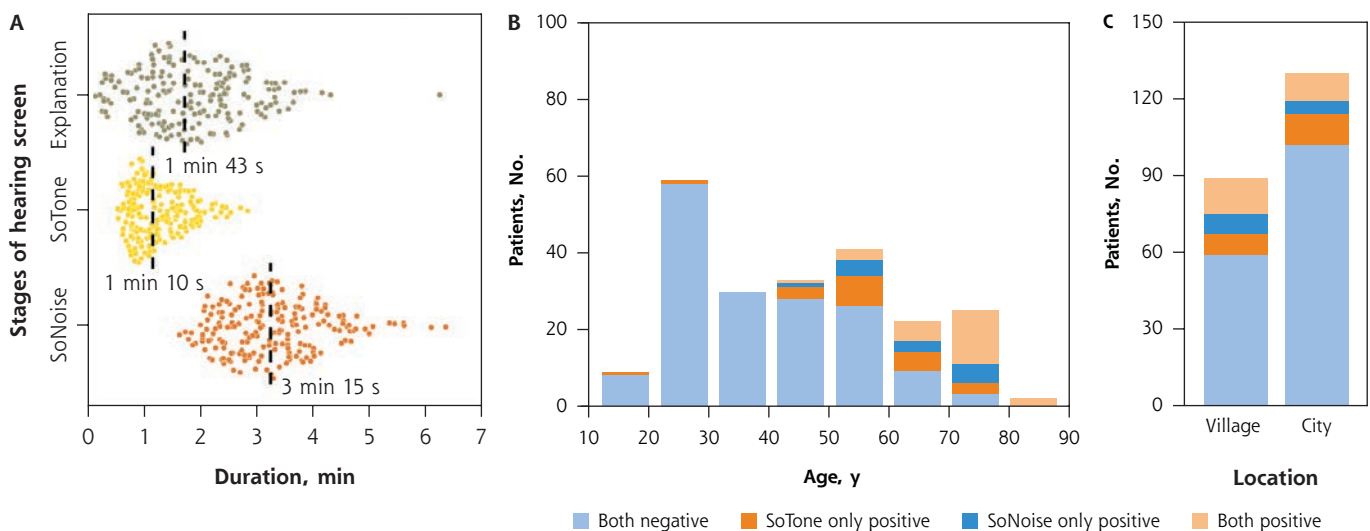 A
Stages of hearing screen
Explanation
SoTone
SoNoise
1 min 43 s
1 min 10 s
3 min 15 s
0 1 2 3 4 5 6 7
Duration, min
B
Patients, No.
100
80
60
40
20
0
10 20 30 40 50 60 70 80 90
Age, y
C
Patients, No.
150
120
90
60
30
0
Village City
Location
Both negative SoTone only positive SoNoise only positive Both positive